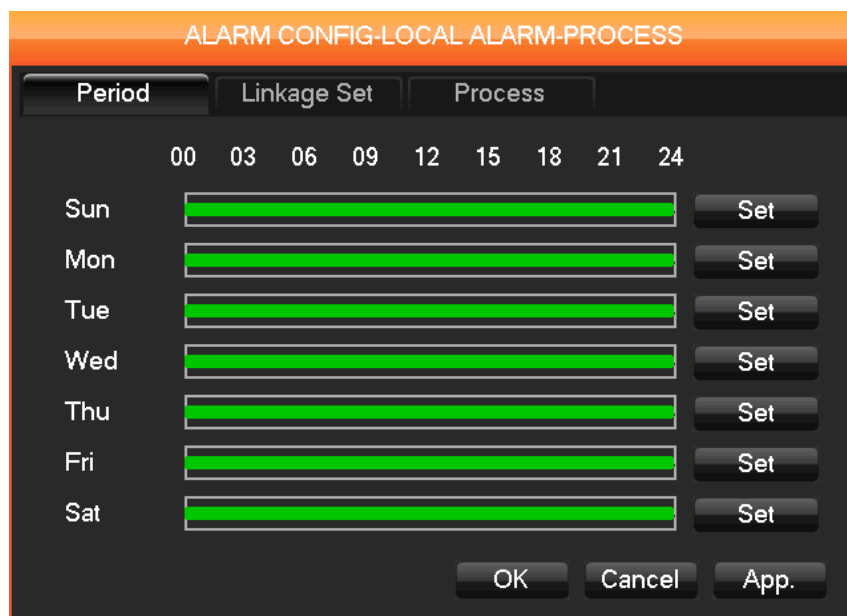 ALARM CONFIG-LOCAL ALARM-PROCESS
Period Linkage Set Process
00 03 06 09 12 15 18 21 24
Sun Set
Mon Set
Tue Set
Wed Set
Thu Set
Fri Set
Sat Set
OK Cancel App.